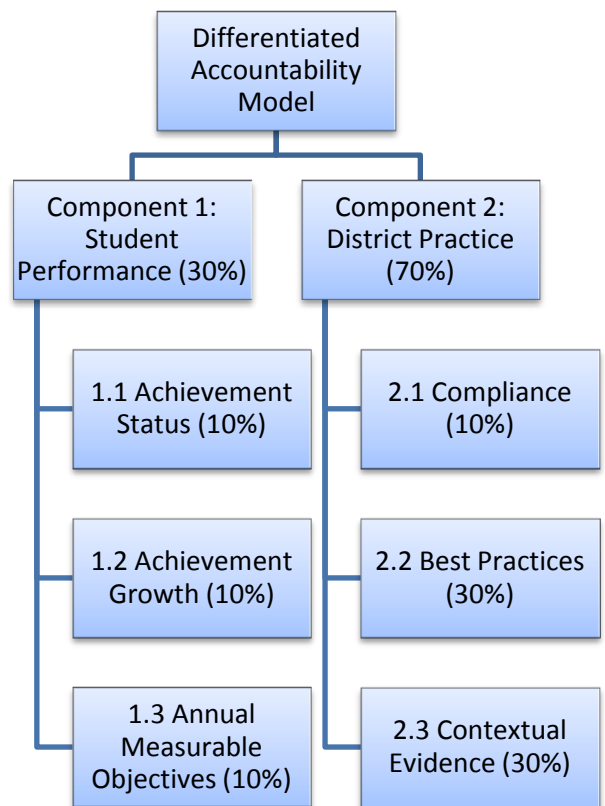 Differentiated
Accountability
Model
Component 1:
Student
Performance (30%)
Component 2:
District Practice
(70%)
1.1 Achievement
Status (10%)
2.1 Compliance
(10%)
1.2 Achievement
Growth (10%)
2.2 Best Practices
(30%)
1.3 Annual
Measurable
Objectives (10%)
2.3 Contextual
Evidence (30%)